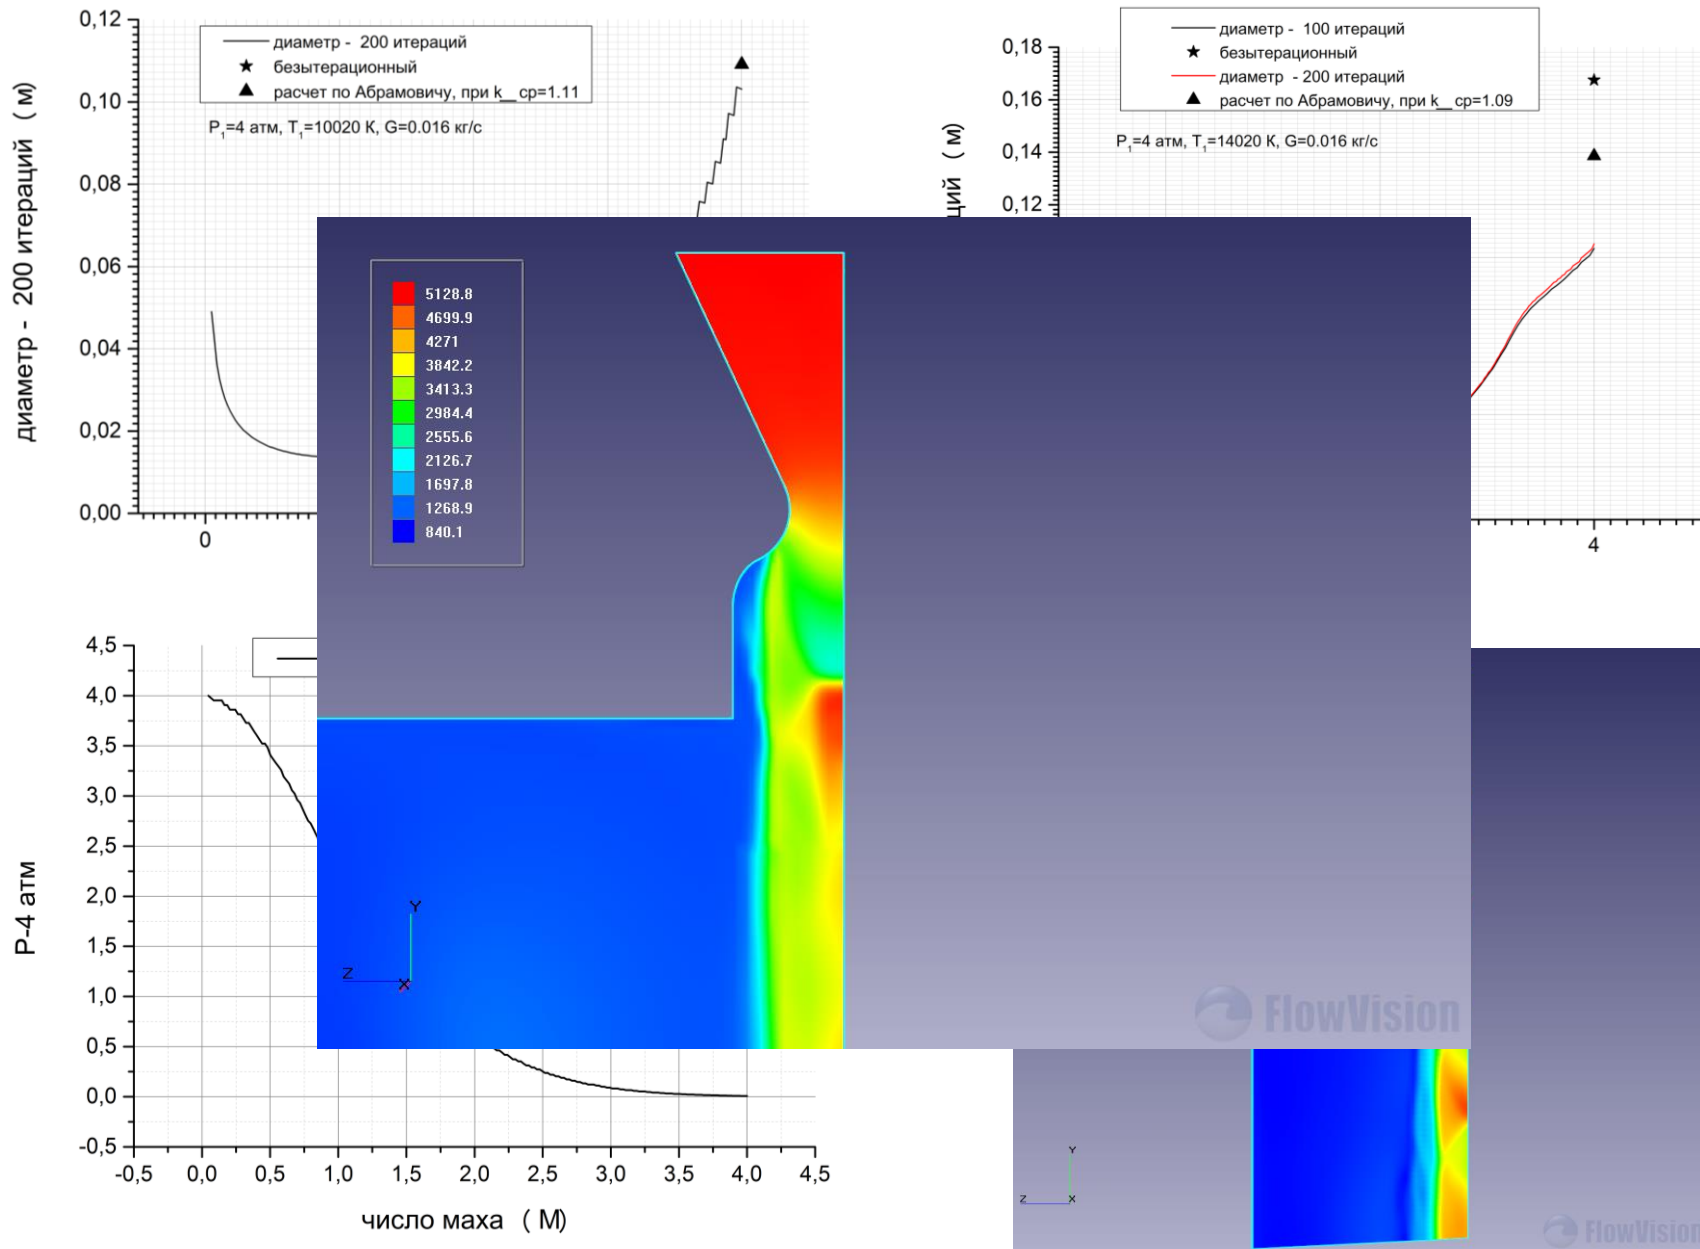 0,12
0,10
0,08
0,06
0,04
0,02
0,00
0
диаметр - 200 итераций ( м)
диаметр - 200 итераций
безытерационный
расчет по Абрамовичу, при k__ср=1.11
P₁=4 атм, T₁=10020 К, G=0.016 кг/с
0,18
0,16
0,14
0,12
ций ( м)
диаметр - 100 итераций
безытерационный
диаметр - 200 итераций
расчет по Абрамовичу, при k__ср=1.09
P₁=4 атм, T₁=14020 К, G=0.016 кг/с
4
5128.8
4699.9
4271
3842.2
3413.3
2984.4
2555.6
2126.7
1697.8
1268.9
840.1
Y
Z
X
FlowVision
4,5
4,0
3,5
3,0
2,5
2,0
1,5
1,0
0,5
0,0
-0,5
P-4 атм
-0,5 0,0 0,5 1,0 1,5 2,0 2,5 3,0 3,5 4,0 4,5
число маха ( M)
Y
Z
X
FlowVision